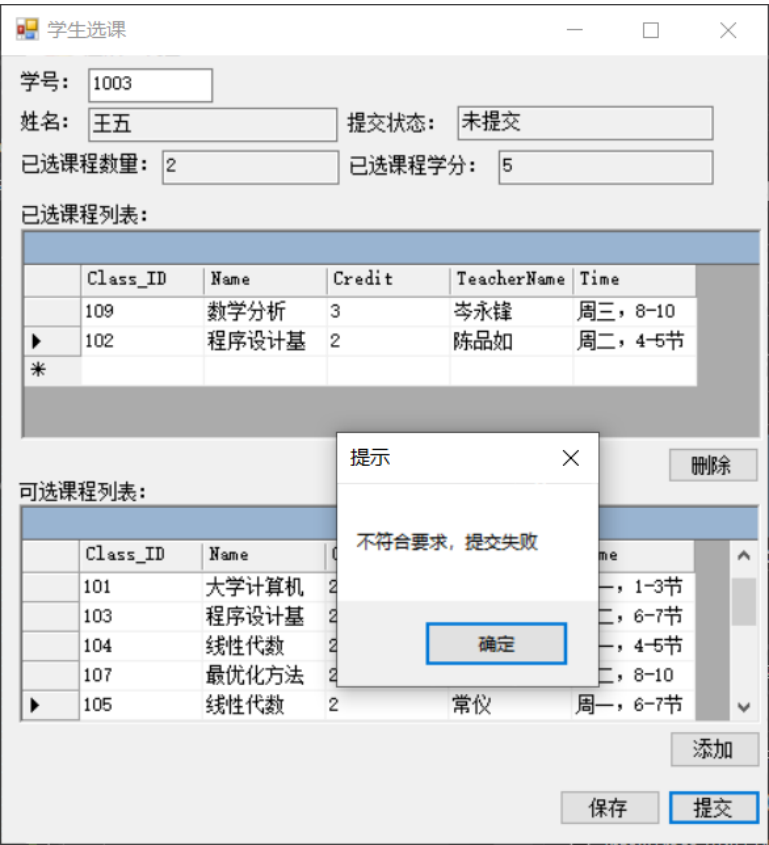 学生选课
学号： 1003
姓名： 王五 提交状态： 未提交
已选课程数量： 2 已选课程学分： 5
已选课程列表：
Class_ID Name Credit TeacherName Time
109 数学分析 3 岑永锋 周三，8-10
102 程序设计基 2 陈品如 周二，4-5节
删除
提示
不符合要求，提交失败
确定
可选课程列表：
Class_ID Name me
101 大学计算机 2 一，1-3节
103 程序设计基 2 二，6-7节
104 线性代数 2 一，4-5节
107 最优化方法 2 二，8-10
105 线性代数 2 常仪 周一，6-7节
添加
保存 提交